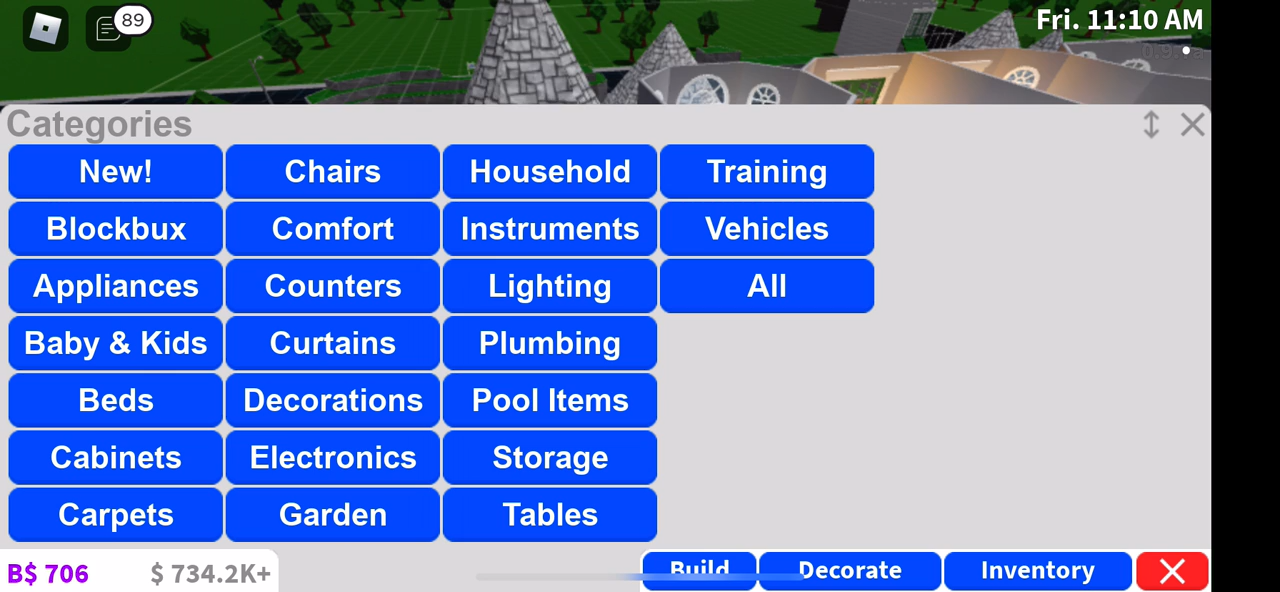 89
Fri. 11:10 AM
Categories
New!
Chairs
Household
Training
Blockbux
Comfort
Instruments
Vehicles
Appliances
Counters
Lighting
All
Baby & Kids
Curtains
Plumbing
Beds
Decorations
Pool Items
Cabinets
Electronics
Storage
Carpets
Garden
Tables
B$ 706
$ 734.2K+
Build
Decorate
Inventory